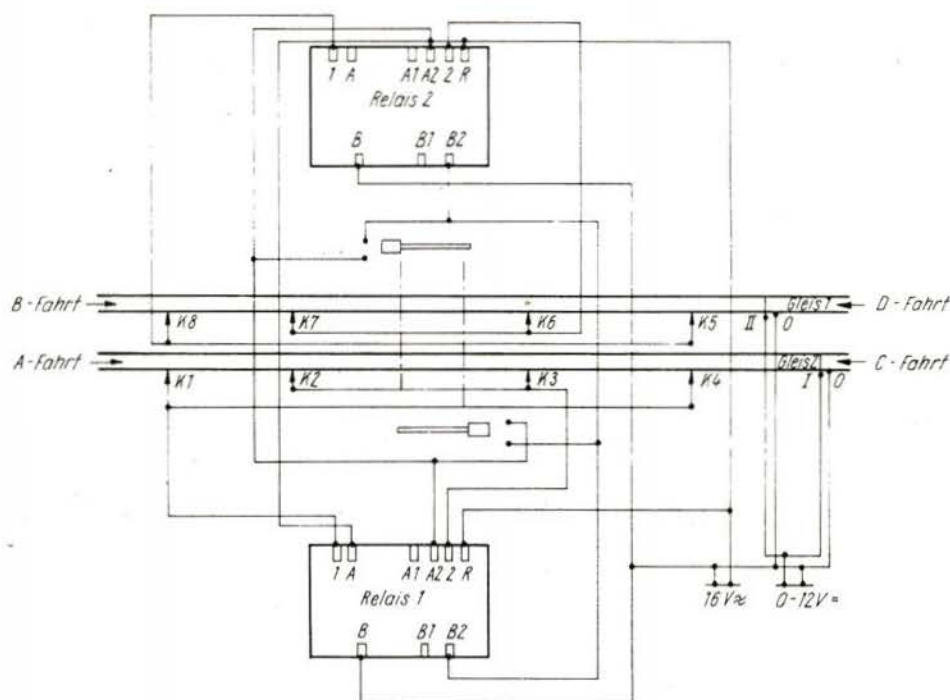 1 A A1 A2 2 R
Relais 2
B B1 B2
B-Fahrt
K8 K7 K6 K5 II 0
Gleis 1
D-Fahrt
A-Fahrt
K1 K2 K3 K4 I 0
Gleis 2
C-Fahrt
1 A A1 A2 2 R
Relais 1
B B1 B2
16 V≈ 0-12V=